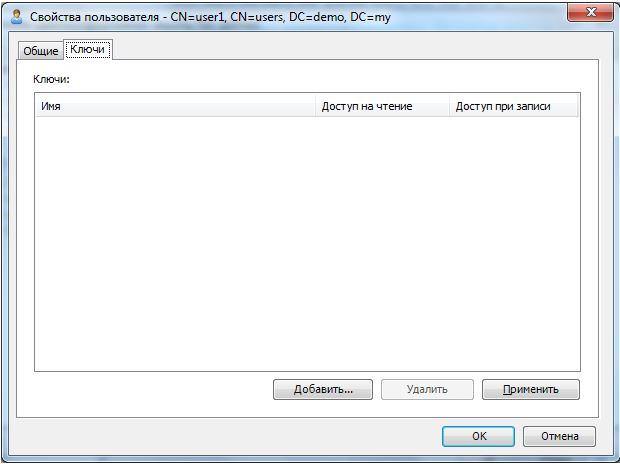 Свойства пользователя - CN=user1, CN=users, DC=demo, DC=my
Общие Ключи
Ключи:
Имя Доступ на чтение Доступ при записи
Добавить... Удалить Применить
OK Отмена